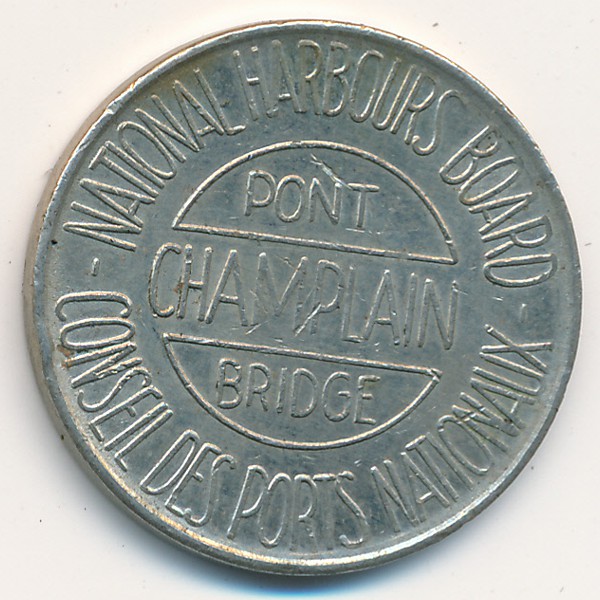 - NATIONAL HARBOURS BOARD -
PONT
CHAMPLAIN
BRIDGE
CONSEIL DES PORTS NATIONAUX